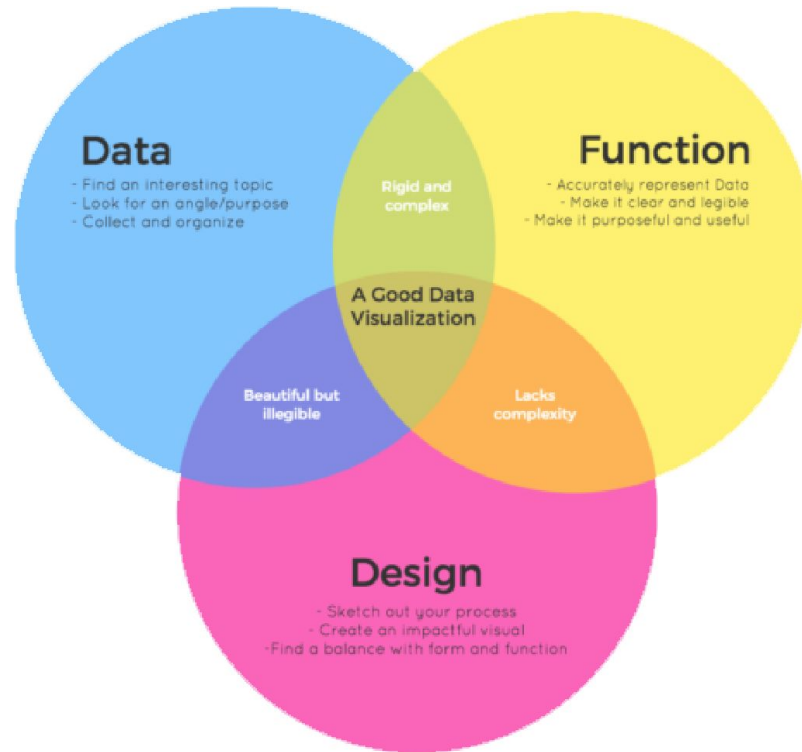 Data
- Find an interesting topic
- Look for an angle/purpose
- Collect and organize
Function
- Accurately represent Data
- Make it clear and legible
- Make it purposeful and useful
Rigid and
complex
A Good Data
Visualization
Beautiful but
illegible
Lacks
complexity
Design
- Sketch out your process
- Create an impactful visual
-Find a balance with form and function